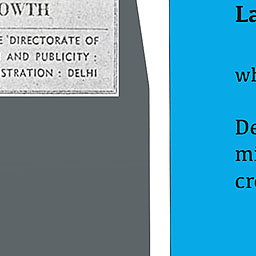 OWTH
DIRECTORATE OF
AND PUBLICITY :
STRATION : DELHI
La
wh
De
mi
cr